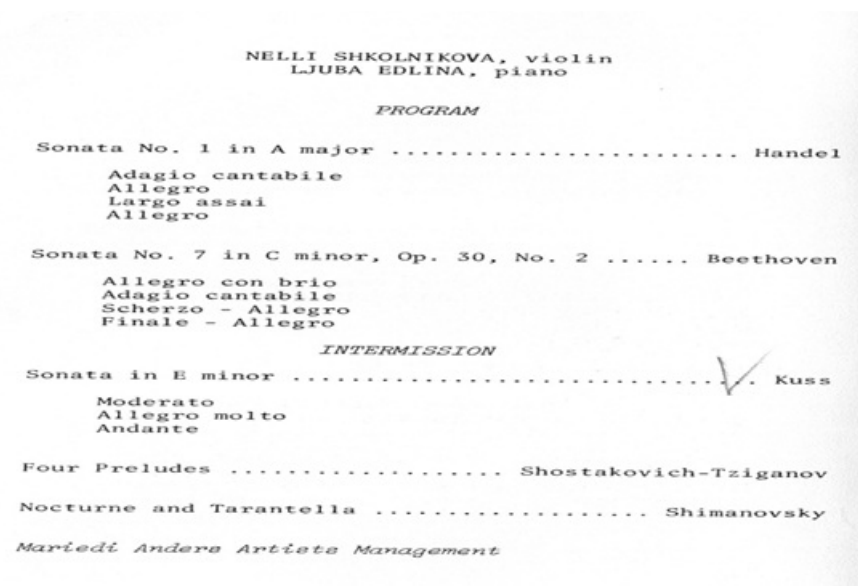 NELLI SHKOLNIKOVA, violin
LJUBA EDLINA, piano
PROGRAM
Sonata No. 1 in A major ......................... Handel
Adagio cantabile
Allegro
Largo assai
Allegro
Sonata No. 7 in C minor, Op. 30, No. 2 ...... Beethoven
Allegro con brio
Adagio cantabile
Scherzo - Allegro
Finale - Allegro
INTERMISSION
Sonata in E minor .................................. Kuss
Moderato
Allegro molto
Andante
Four Preludes ................... Shostakovich-Tziganov
Nocturne and Tarantella ................... Shimanovsky
Mariedi Anders Artists Management